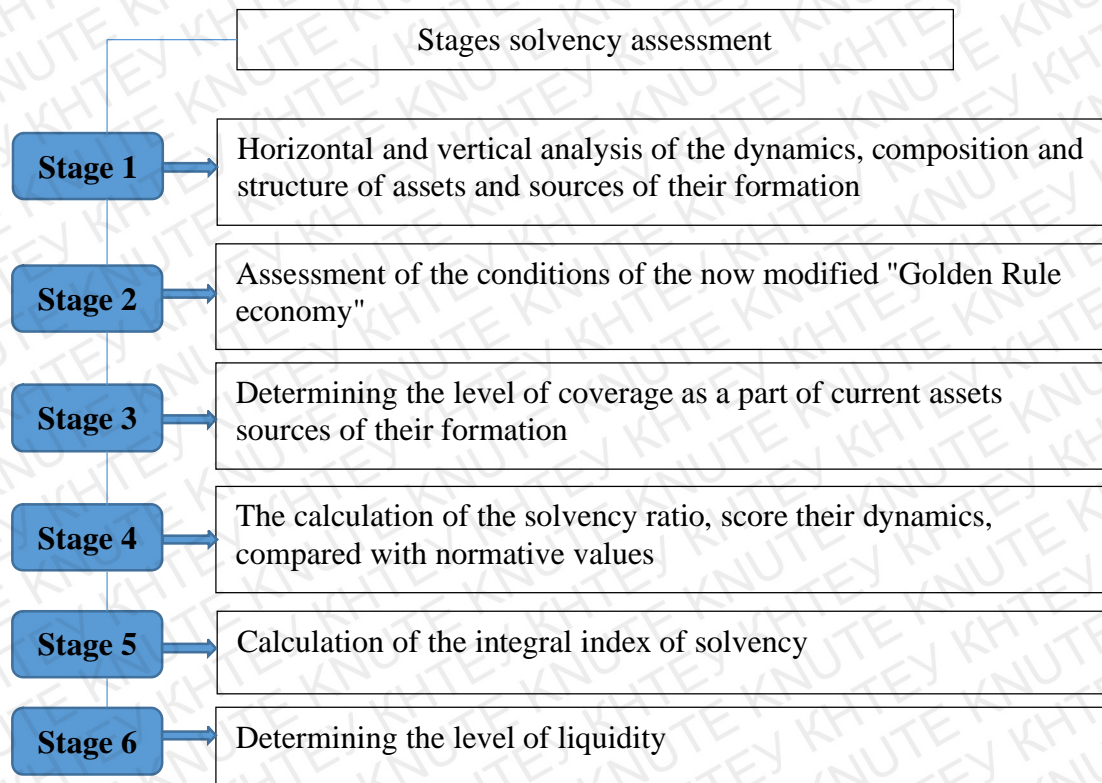 Stages solvency assessment
Stage 1
Horizontal and vertical analysis of the dynamics, composition and
structure of assets and sources of their formation
Stage 2
Assessment of the conditions of the now modified "Golden Rule
economy"
Stage 3
Determining the level of coverage as a part of current assets
sources of their formation
Stage 4
The calculation of the solvency ratio, score their dynamics,
compared with normative values
Stage 5
Calculation of the integral index of solvency
Stage 6
Determining the level of liquidity